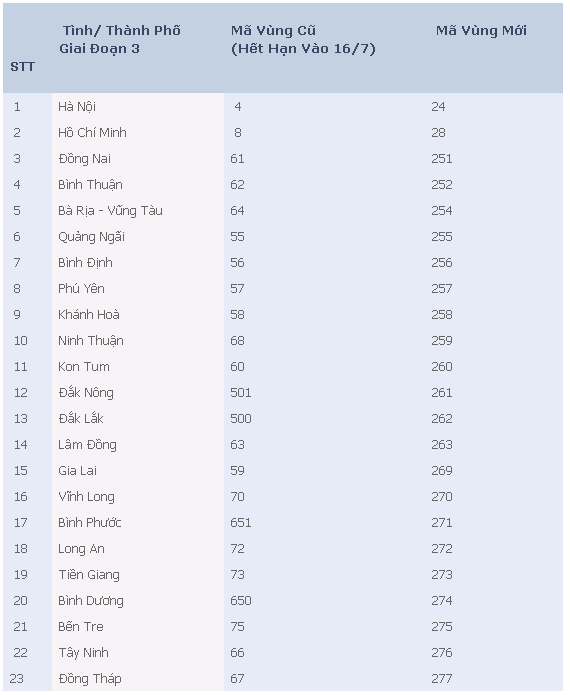 STT Tình/ Thành Phố Giai Đoạn 3 Mã Vùng Cũ (Hết Hạn Vào 16/7) Mã Vùng Mới
1 Hà Nội 4 24
2 Hồ Chí Minh 8 28
3 Đồng Nai 61 251
4 Bình Thuận 62 252
5 Bà Rịa - Vũng Tàu 64 254
6 Quảng Ngãi 55 255
7 Bình Định 56 256
8 Phú Yên 57 257
9 Khánh Hoà 58 258
10 Ninh Thuận 68 259
11 Kon Tum 60 260
12 Đắk Nông 501 261
13 Đắk Lắk 500 262
14 Lâm Đồng 63 263
15 Gia Lai 59 269
16 Vĩnh Long 70 270
17 Bình Phước 651 271
18 Long An 72 272
19 Tiền Giang 73 273
20 Bình Dương 650 274
21 Bến Tre 75 275
22 Tây Ninh 66 276
23 Đồng Tháp 67 277